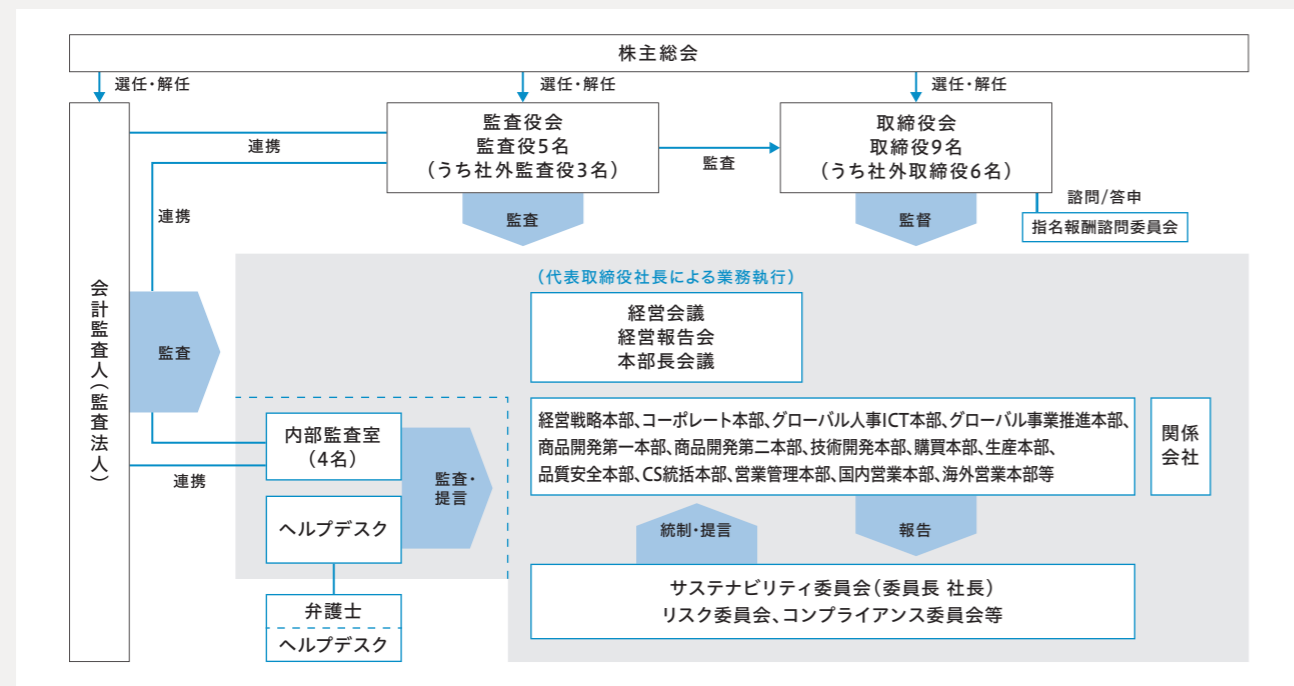 株主総会
選任・解任
選任・解任
選任・解任
監査役会
監査役5名
（うち社外監査役3名）
取締役会
取締役9名
（うち社外取締役6名）
連携
監査
連携
監査
監督
諮問/答申
指名報酬諮問委員会
会計監査人（監査法人）
監査
（代表取締役社長による業務執行）
経営会議
経営報告会
本部長会議
経営戦略本部、コーポレート本部、グローバル人事ICT本部、グローバル事業推進本部、
商品開発第一本部、商品開発第二本部、技術開発本部、購買本部、生産本部、
品質安全本部、CS統括本部、営業管理本部、国内営業本部、海外営業本部等
関係
会社
内部監査室
（4名）
連携
監査・
提言
ヘルプデスク
統制・提言
報告
サステナビリティ委員会（委員長 社長）
リスク委員会、コンプライアンス委員会等
弁護士
ヘルプデスク